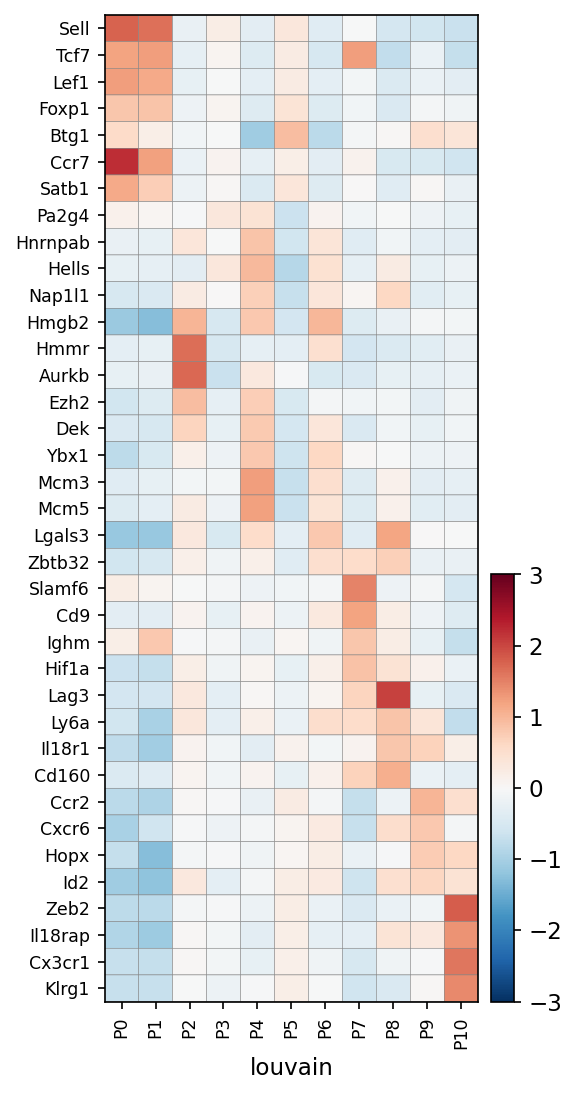 Sell
Tcf7
Lef1
Foxp1
Btg1
Ccr7
Satb1
Pa2g4
Hnrnpab
Hells
Nap1l1
Hmgb2
Hmmr
Aurkb
Ezh2
Dek
Ybx1
Mcm3
Mcm5
Lgals3
Zbtb32
Slamf6
Cd9
Ighm
Hif1a
Lag3
Ly6a
Il18r1
Cd160
Ccr2
Cxcr6
Hopx
Id2
Zeb2
Il18rap
Cx3cr1
Klrg1
P0 P1 P2 P3 P4 P5 P6 P7 P8 P9 P10
louvain
3
2
1
0
−1
−2
−3